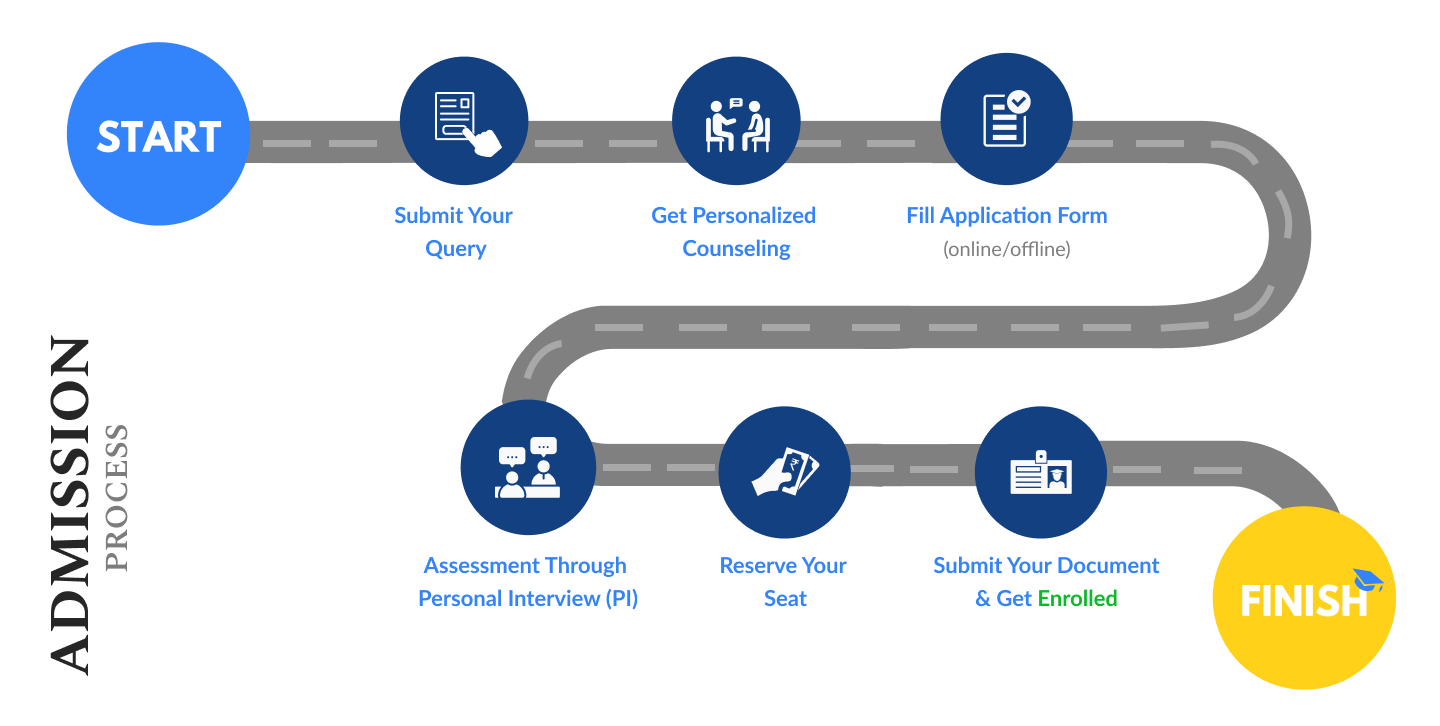 START
Submit Your
Query
Get Personalized
Counseling
Fill Application Form
(online/offline)
ADMISSION
PROCESS
Assessment Through
Personal Interview (PI)
₹
Reserve Your
Seat
Submit Your Document
& Get Enrolled
FINISH